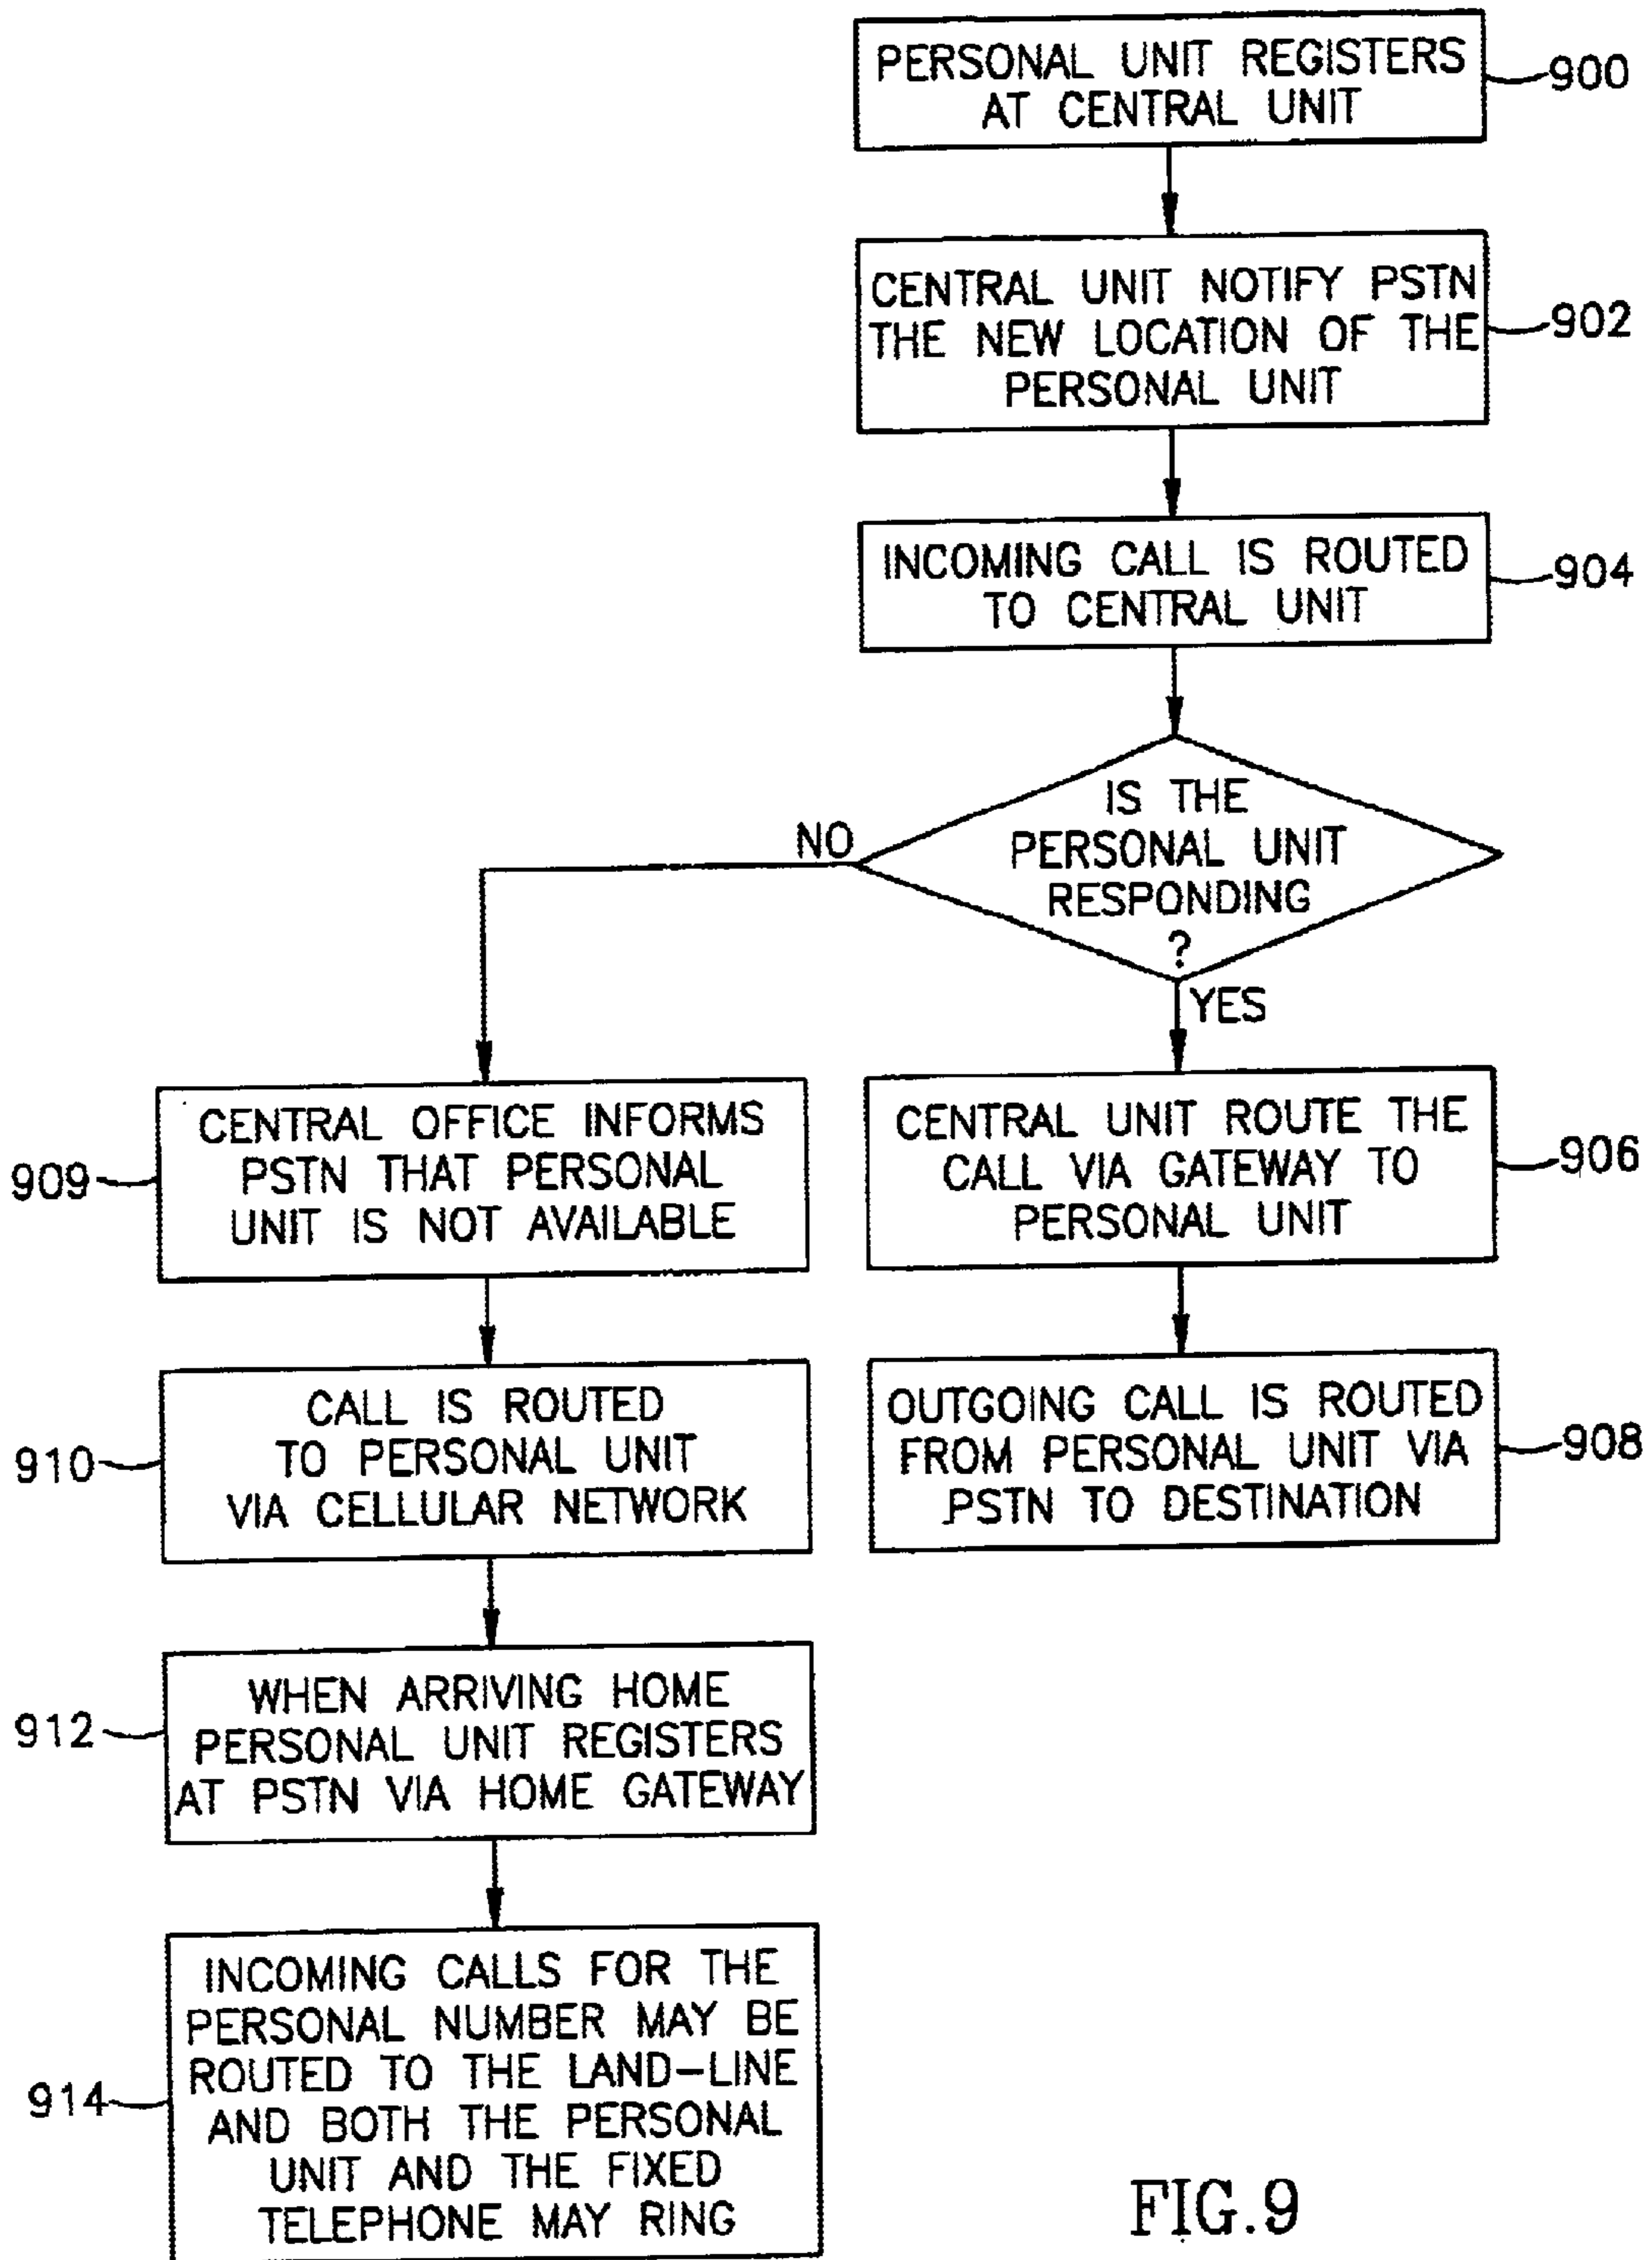 PERSONAL UNIT REGISTERS
AT CENTRAL UNIT
900
CENTRAL UNIT NOTIFY PSTN
THE NEW LOCATION OF THE
PERSONAL UNIT
902
INCOMING CALL IS ROUTED
TO CENTRAL UNIT
904
IS THE
PERSONAL UNIT
RESPONDING
?
NO
YES
CENTRAL OFFICE INFORMS
PSTN THAT PERSONAL
UNIT IS NOT AVAILABLE
909
CENTRAL UNIT ROUTE THE
CALL VIA GATEWAY TO
PERSONAL UNIT
906
CALL IS ROUTED
TO PERSONAL UNIT
VIA CELLULAR NETWORK
910
OUTGOING CALL IS ROUTED
FROM PERSONAL UNIT VIA
PSTN TO DESTINATION
908
WHEN ARRIVING HOME
PERSONAL UNIT REGISTERS
AT PSTN VIA HOME GATEWAY
912
INCOMING CALLS FOR THE
PERSONAL NUMBER MAY BE
ROUTED TO THE LAND-LINE
AND BOTH THE PERSONAL
UNIT AND THE FIXED
TELEPHONE MAY RING
914
FIG.9